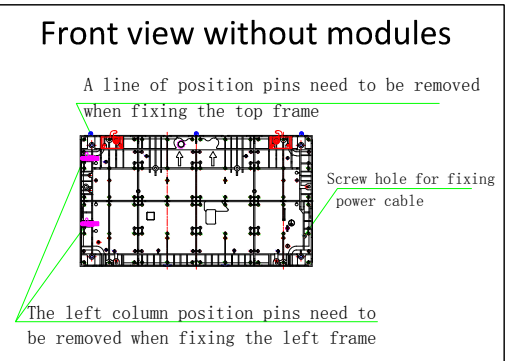 Front view without modules
A line of position pins need to be removed
when fixing the top frame
Screw hole for fixing
power cable
The left column position pins need to
be removed when fixing the left frame